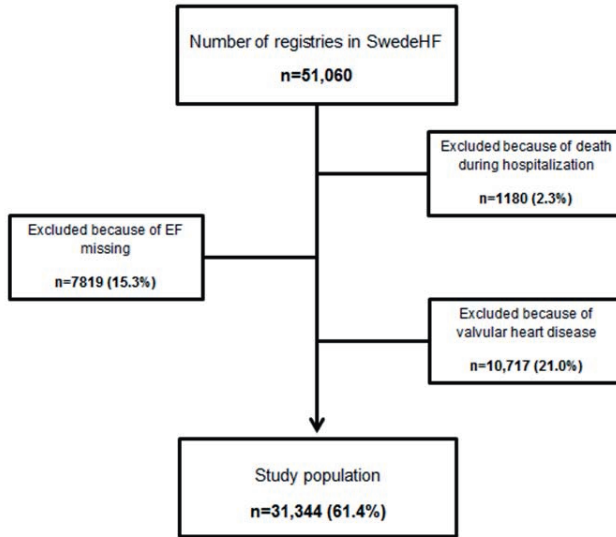 Number of registries in SwedeHF
n=51,060
Excluded because of death
during hospitalization
n=1180 (2.3%)
Excluded because of EF
missing
n=7819 (15.3%)
Excluded because of
valvular heart disease
n=10,717 (21.0%)
Study population
n=31,344 (61.4%)